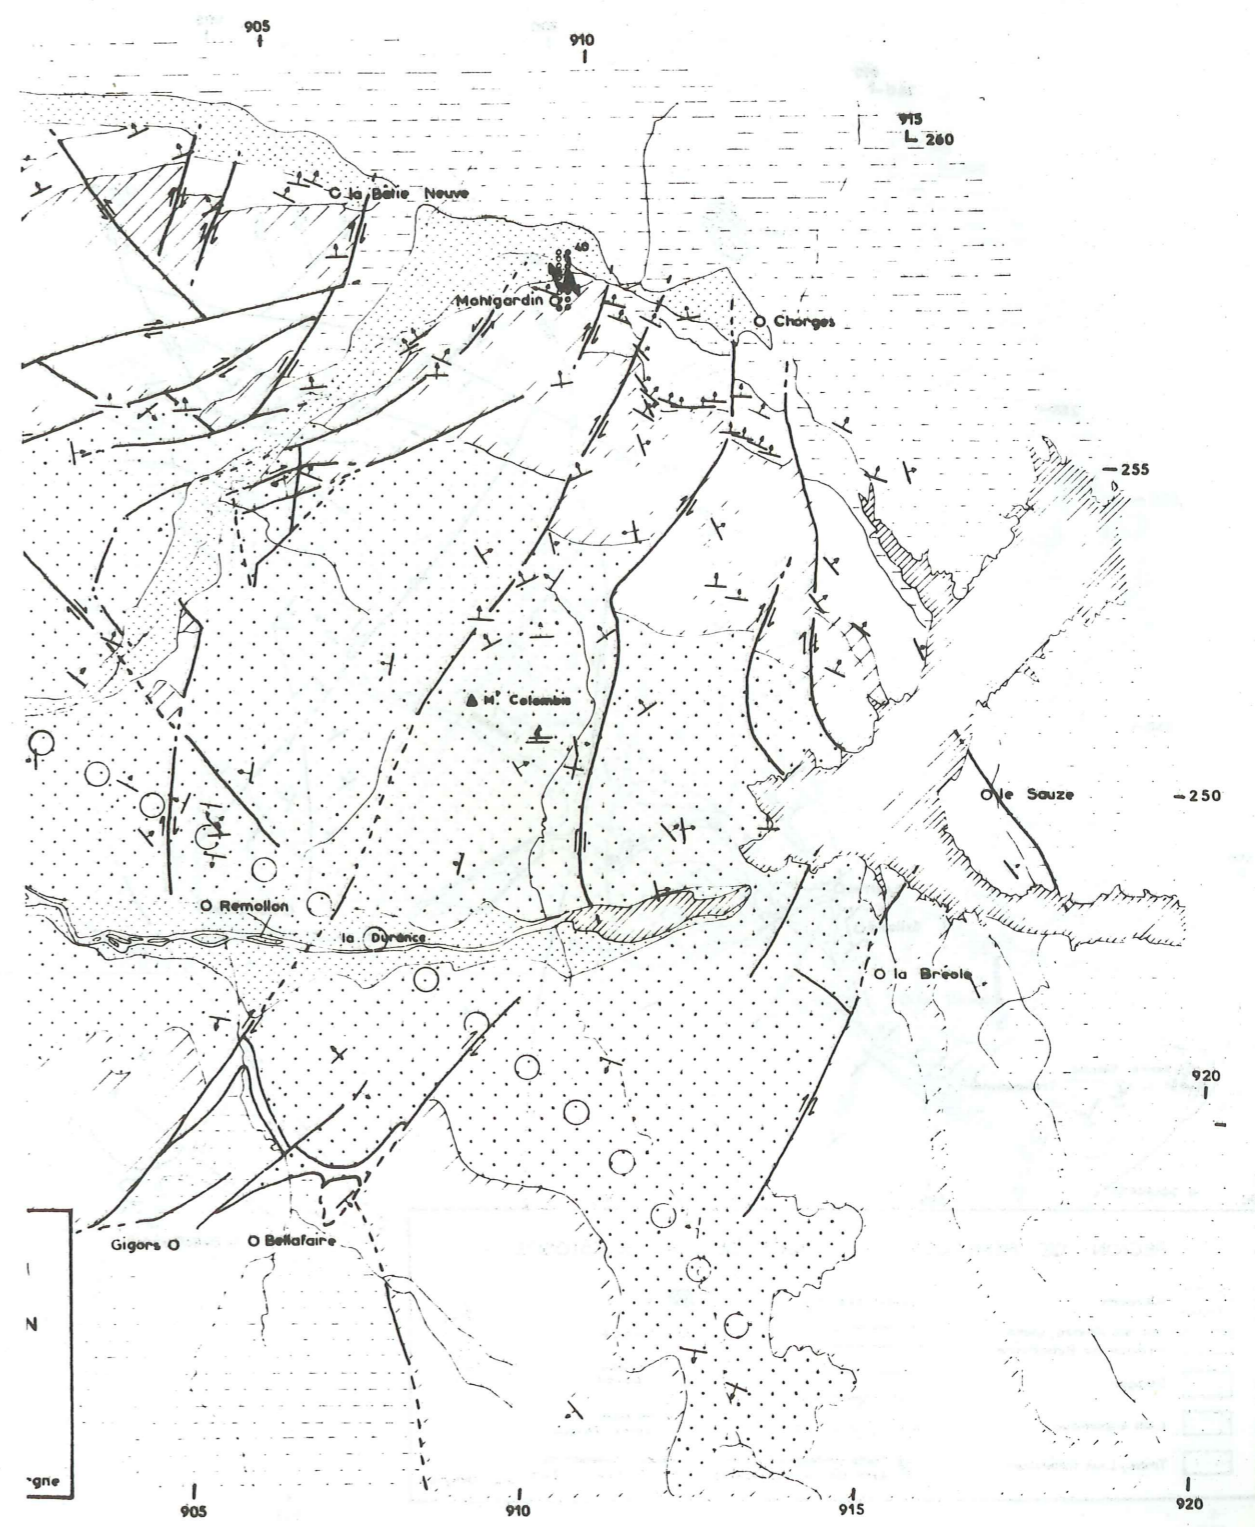 905
910
915
260
la Bâtie Neuve
40
Montgardin
Chorges
255
Mt Colombis
le Sauze
250
Remollon
la Durance
la Bréole
920
Gigors
Bellafaire
N
gne
905
910
915
920